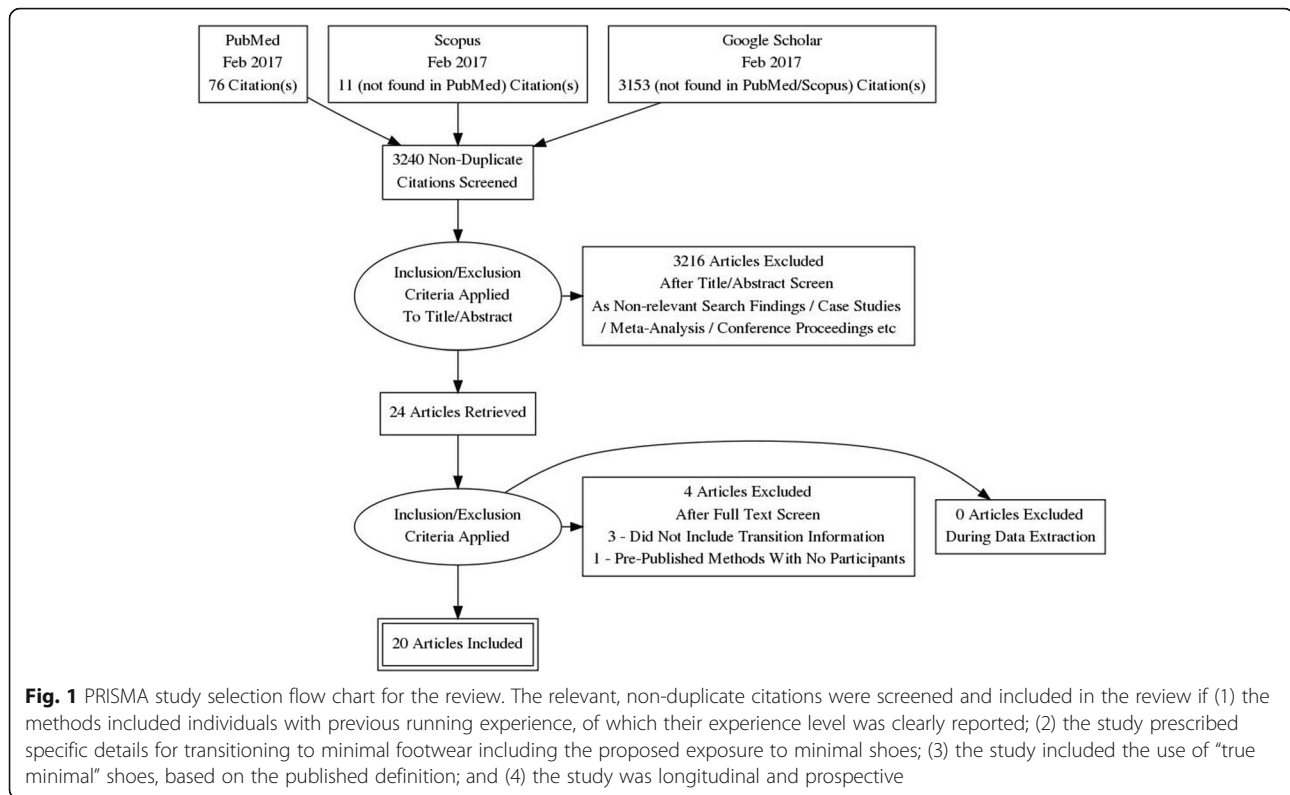 PubMed
Feb 2017
76 Citation(s)
Scopus
Feb 2017
11 (not found in PubMed) Citation(s)
Google Scholar
Feb 2017
3153 (not found in PubMed/Scopus) Citation(s)
3240 Non-Duplicate
Citations Screened
Inclusion/Exclusion
Criteria Applied
To Title/Abstract
3216 Articles Excluded
After Title/Abstract Screen
As Non-relevant Search Findings / Case Studies
/ Meta-Analysis / Conference Proceedings etc
24 Articles Retrieved
Inclusion/Exclusion
Criteria Applied
4 Articles Excluded
After Full Text Screen
3 - Did Not Include Transition Information
1 - Pre-Published Methods With No Participants
0 Articles Excluded
During Data Extraction
20 Articles Included
Fig. 1 PRISMA study selection flow chart for the review. The relevant, non-duplicate citations were screened and included in the review if (1) the
methods included individuals with previous running experience, of which their experience level was clearly reported; (2) the study prescribed
specific details for transitioning to minimal footwear including the proposed exposure to minimal shoes; (3) the study included the use of “true
minimal” shoes, based on the published definition; and (4) the study was longitudinal and prospective